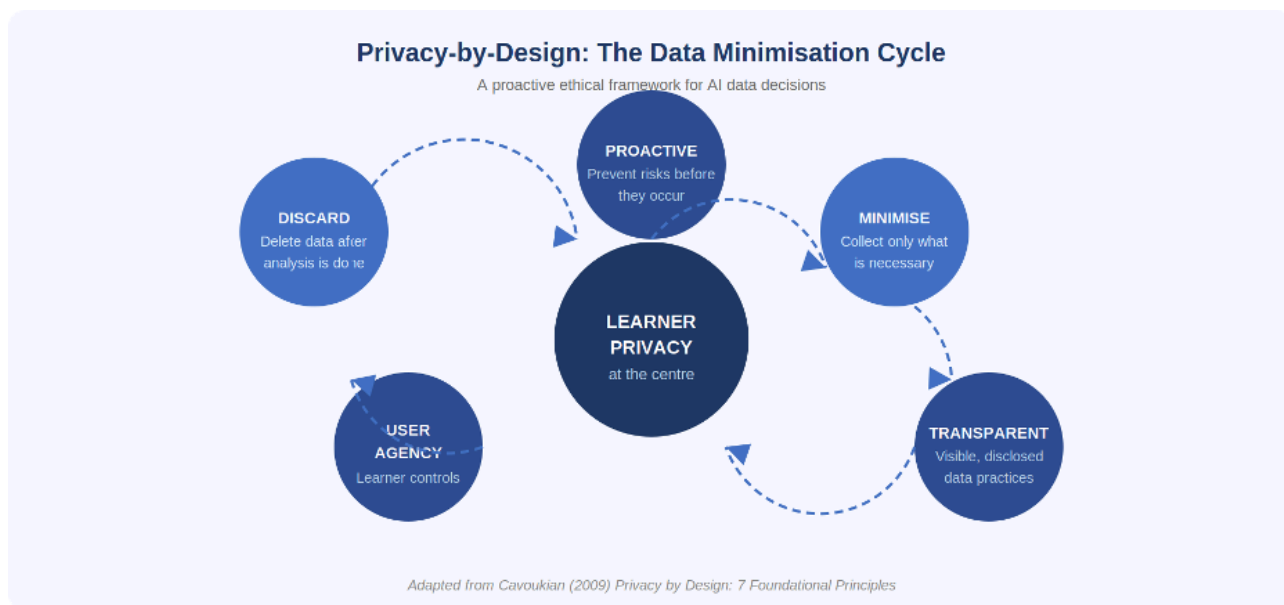 Privacy-by-Design: The Data Minimisation Cycle
A proactive ethical framework for AI data decisions
PROACTIVE
Prevent risks before
they occur
MINIMISE
Collect only what
is necessary
TRANSPARENT
Visible, disclosed
data practices
USER
AGENCY
Learner controls
DISCARD
Delete data after
analysis is done
LEARNER
PRIVACY
at the centre
Adapted from Cavoukian (2009) Privacy by Design: 7 Foundational Principles